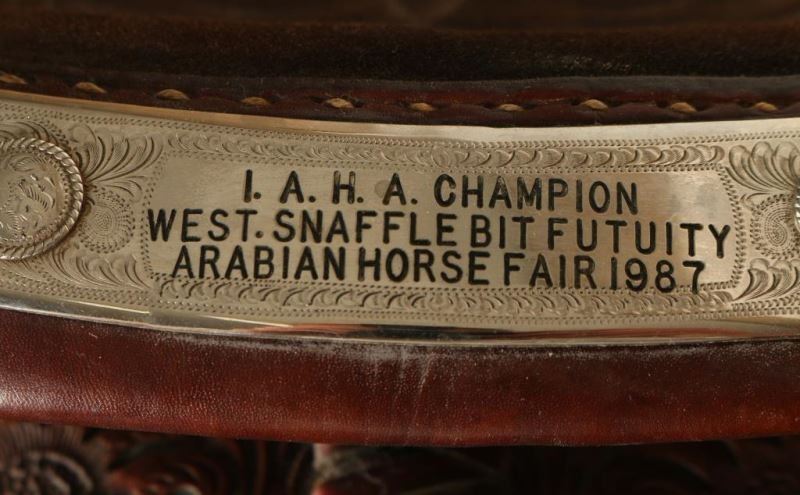 I. A. H. A. CHAMPION
WEST. SNAFFLE BIT FUTUITY
ARABIAN HORSE FAIR 1987